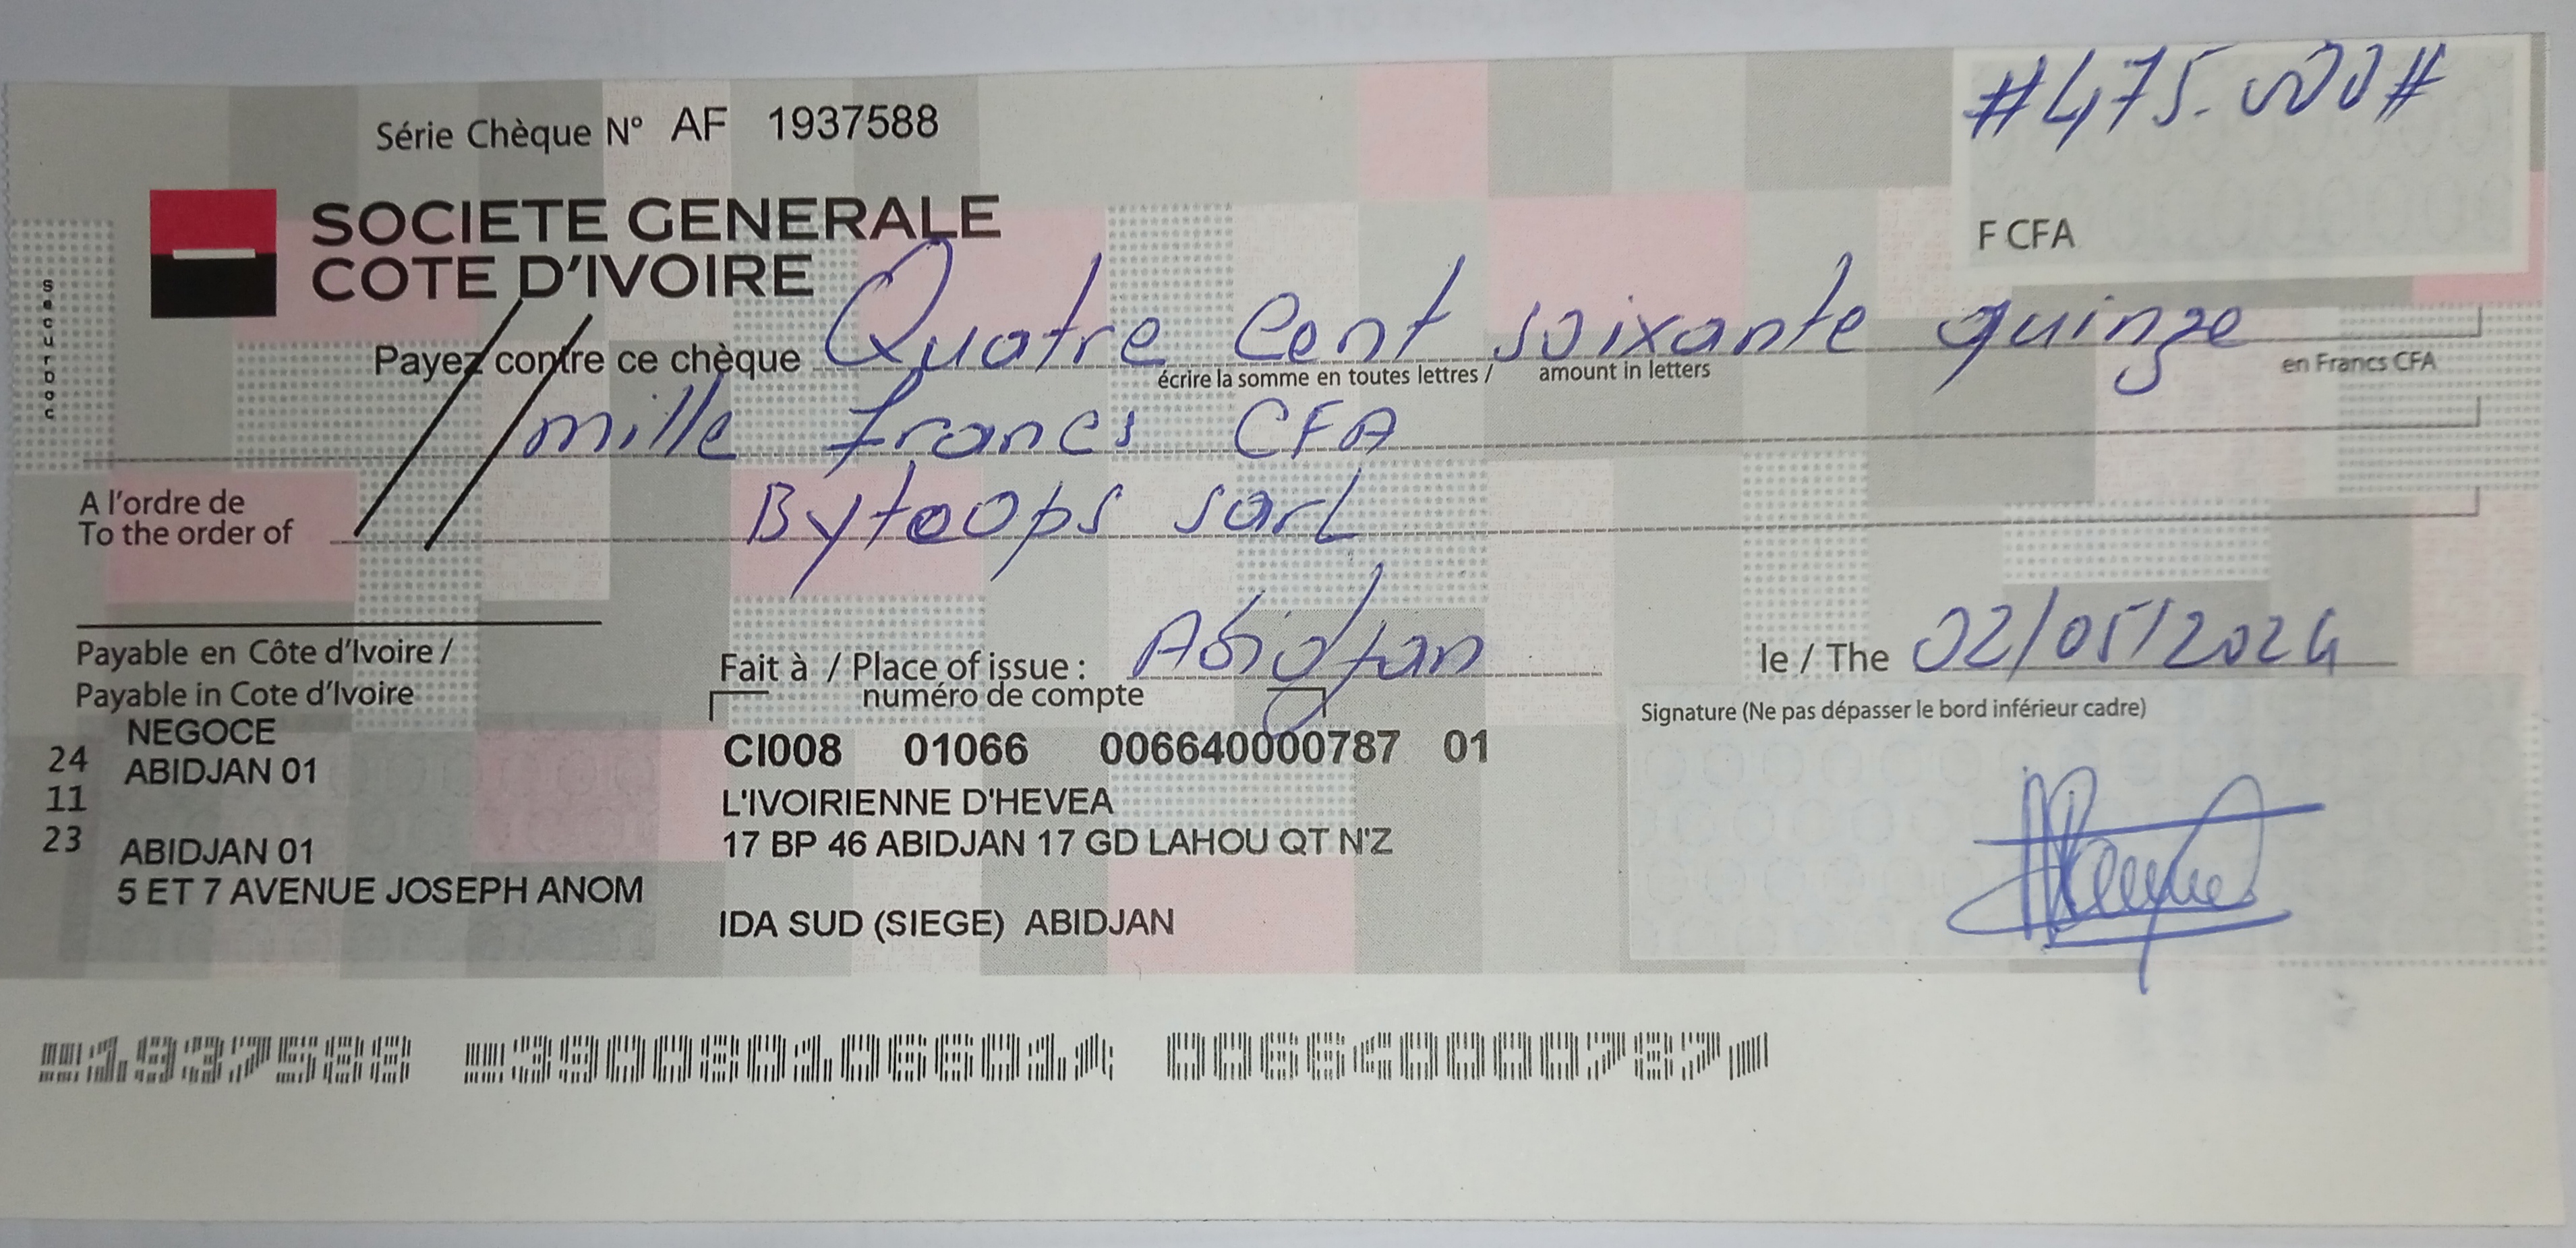 Série Chèque N° AF 1937588
#475.000#
F CFA
SOCIETE GENERALE
COTE D'IVOIRE
securdoc
Payez contre ce chèque Quatre Cent soixante quinze
écrire la somme en toutes lettres / amount in letters
en Francs CFA
mille francs CFA
A l'ordre de
To the order of
ByteOps sarl
Payable en Côte d'Ivoire /
Payable in Cote d'Ivoire
Fait à / Place of issue : Abidjan
le / The 02/05/2024
numéro de compte
Signature (Ne pas dépasser le bord inférieur cadre)
NEGOCE
24 ABIDJAN 01
11
23 ABIDJAN 01
5 ET 7 AVENUE JOSEPH ANOM
CI008 01066 006640000787 01
L'IVOIRIENNE D'HEVEA
17 BP 46 ABIDJAN 17 GD LAHOU QT N'Z
IDA SUD (SIEGE) ABIDJAN
1937588 390080106601 006640000787